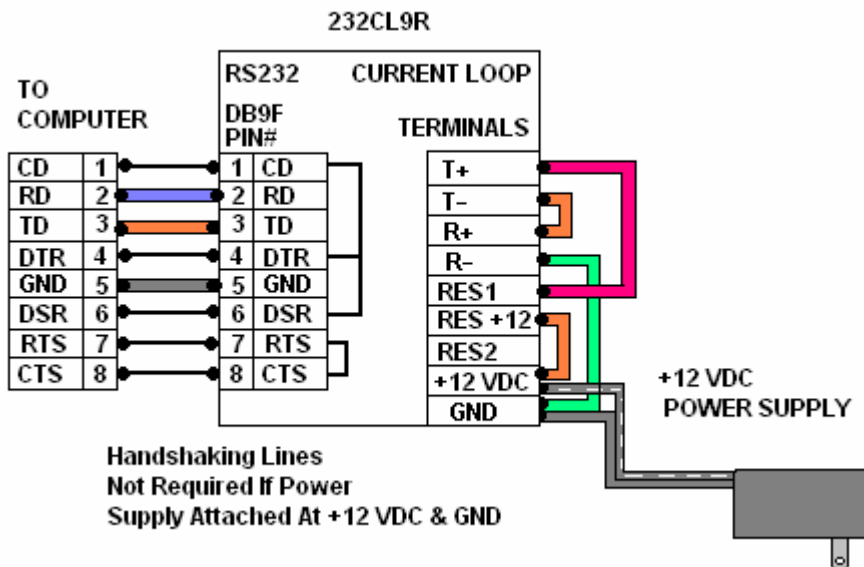 232CL9R
TO
COMPUTER
RS232 CURRENT LOOP
DB9F
PIN#
TERMINALS
CD 1
RD 2
TD 3
DTR 4
GND 5
DSR 6
RTS 7
CTS 8
1 CD
2 RD
3 TD
4 DTR
5 GND
6 DSR
7 RTS
8 CTS
T+
T-
R+
R-
RES1
RES +12
RES2
+12 VDC
GND
+12 VDC
POWER SUPPLY
Handshaking Lines
Not Required If Power
Supply Attached At +12 VDC & GND